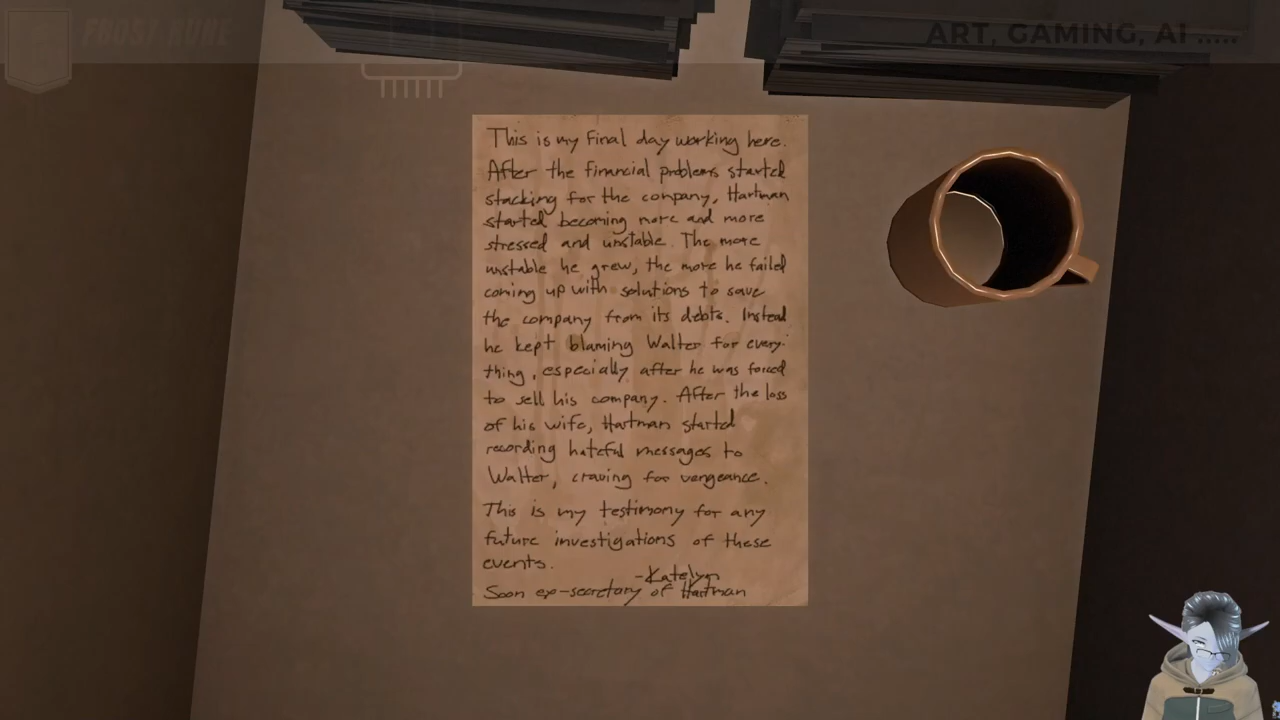 FROST RUNE
ART, GAMING, AI .....
This is my final day working here.
After the financial problems started
stacking for the company, Hartman
started becoming more and more
stressed and unstable. The more
unstable he grew, the more he failed
coming up with solutions to save
the company from its debts. Instead
he kept blaming Walter for every-
thing, especially after he was forced
to sell his company. After the loss
of his wife, Hartman started
recording hateful messages to
Walter, craving for vengeance.
This is my testimony for any
future investigations of these
events.
-Katelyn
Soon ex-secretary of Hartman